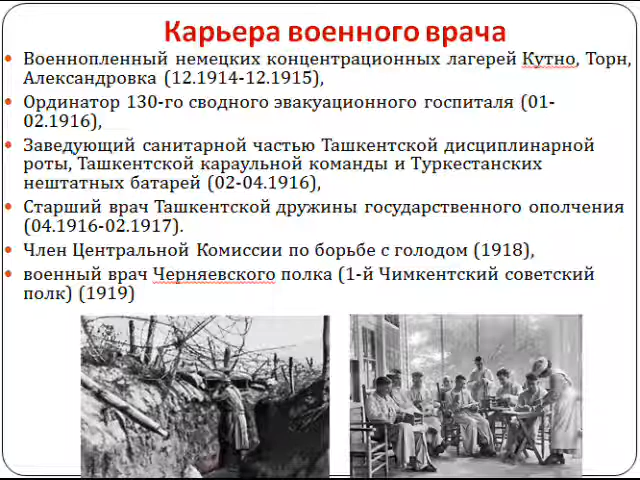 Карьера военного врача
Военнопленный немецких концентрационных лагерей Кутно, Торн,
Александровка (12.1914-12.1915),
Ординатор 130-го сводного эвакуационного госпиталя (01-
02.1916),
Заведующий санитарной частью Ташкентской дисциплинарной
роты, Ташкентской караульной команды и Туркестанских
нештатных батарей (02-04.1916),
Старший врач Ташкентской дружины государственного ополчения
(04.1916-02.1917).
Член Центральной Комиссии по борьбе с голодом (1918),
военный врач Черняевского полка (1-й Чимкентский советский
полк) (1919)